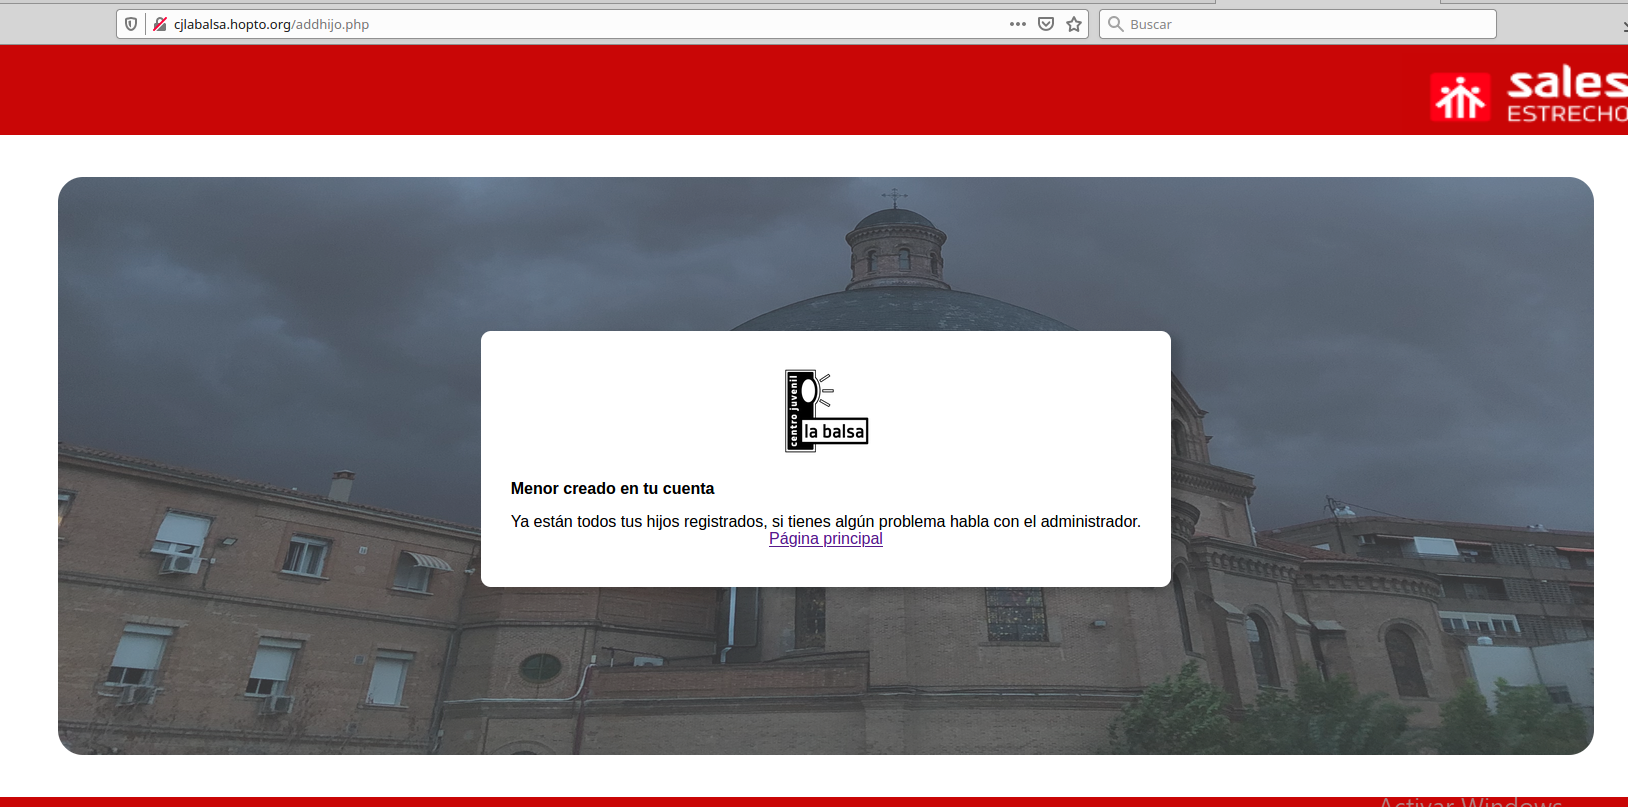 cjlabalsa.hopto.org/addhijo.php
Buscar
sales
ESTRECHO
centro juvenil
la balsa
Menor creado en tu cuenta
Ya están todos tus hijos registrados, si tienes algún problema habla con el administrador.
Página principal
Activar Windows